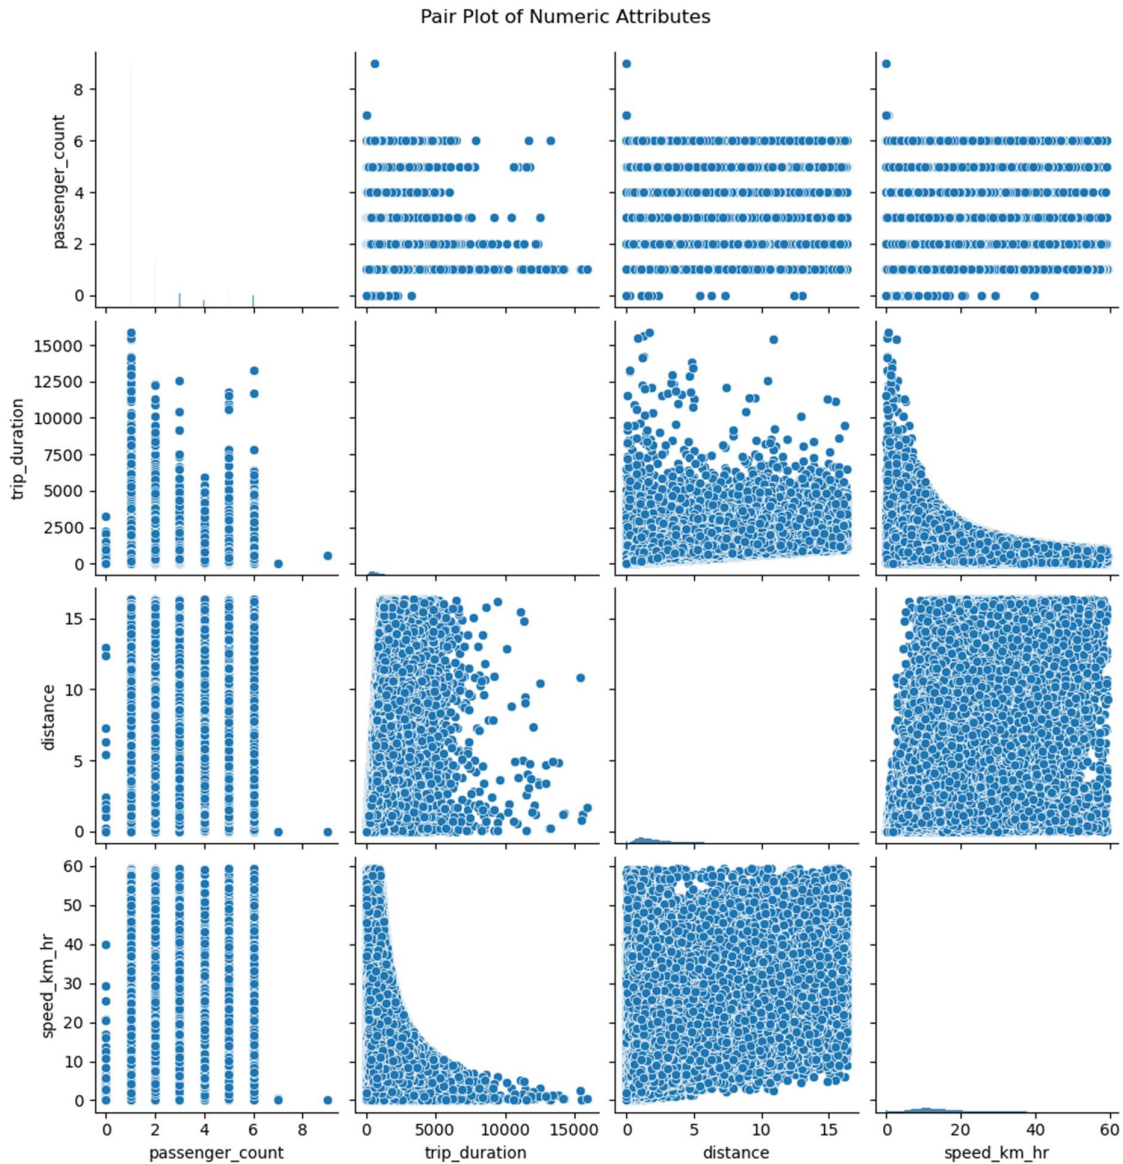 Pair Plot of Numeric Attributes
passenger_count
8
6
4
2
0
trip_duration
15000
12500
10000
7500
5000
2500
0
distance
15
10
5
0
speed_km_hr
60
50
40
30
20
10
0
0 2 4 6 8
0 5000 10000 15000
0 5 10 15
0 20 40 60
passenger_count
trip_duration
distance
speed_km_hr